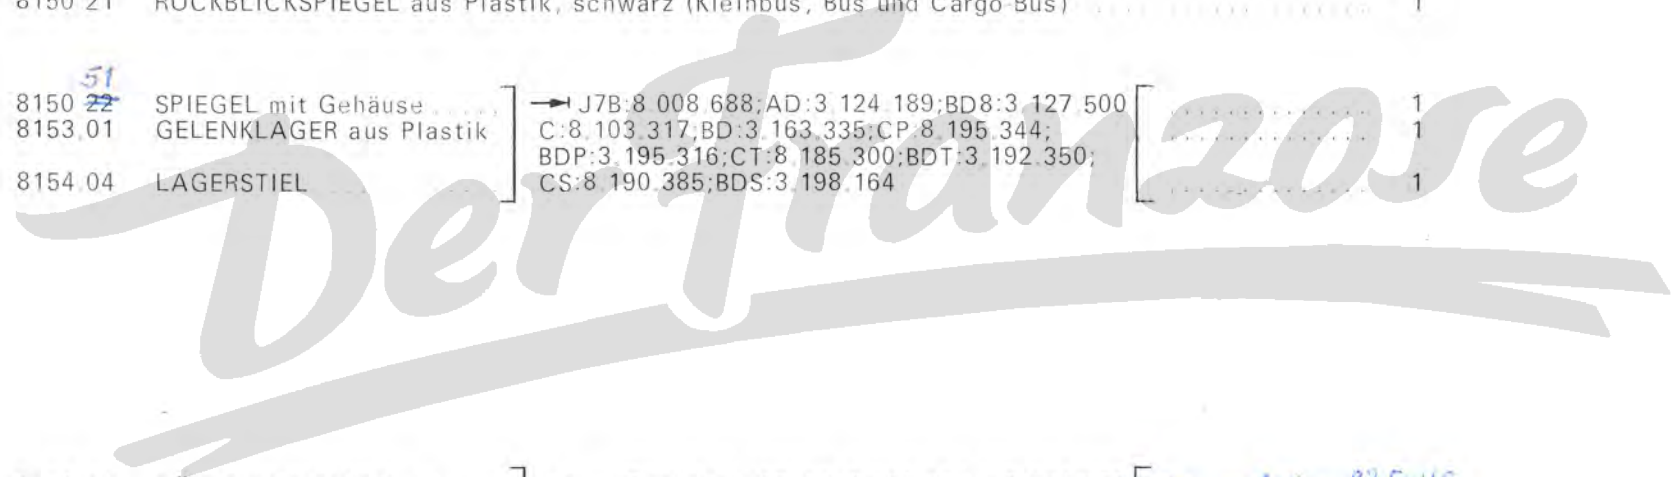 8150 21 RÜCKBLICKSPIEGEL aus Plastik, schwarz (Kleinbus, Bus und Cargo-Bus) 1
51
8150 22 SPIEGEL mit Gehäuse ..... → J7B:8.008.688;AD:3.124.189;BD8:3.127.500 ................ 1
8153.01 GELENKLAGER aus Plastik C:8.103.317;BD:3.163.335;CP:8.195.344; ................ 1
BDP:3.195.316;CT:8.185.300;BDT:3.192.350;
8154.04 LAGERSTIEL CS:8.190.385;BDS:3.198.164 ................ 1
Der Franzose